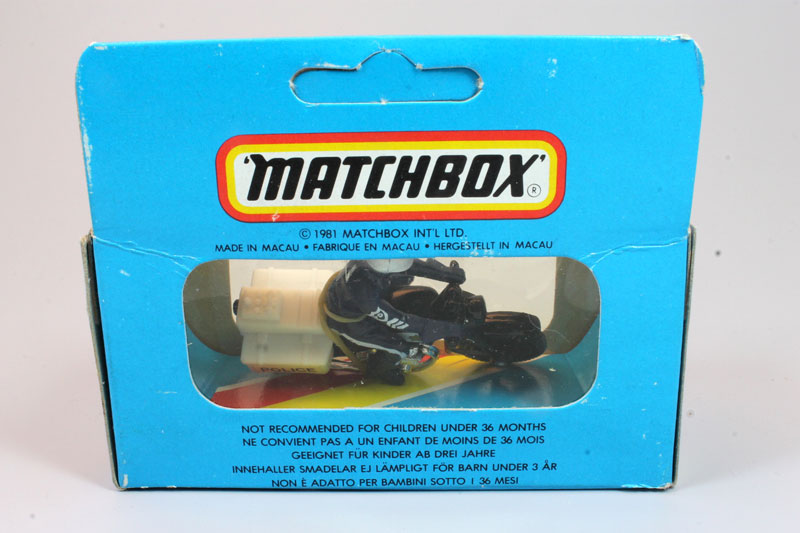 'MATCHBOX' ®
© 1981 MATCHBOX INT'L LTD.
MADE IN MACAU • FABRIQUE EN MACAU • HERGESTELLT IN MACAU
POLICE
NOT RECOMMENDED FOR CHILDREN UNDER 36 MONTHS
NE CONVIENT PAS A UN ENFANT DE MOINS DE 36 MOIS
GEEIGNET FÜR KINDER AB DREI JAHRE
INNEHALLER SMADELAR EJ LÄMPLIGT FÖR BARN UNDER 3 ÅR
NON È ADATTO PER BAMBINI SOTTO I 36 MESI